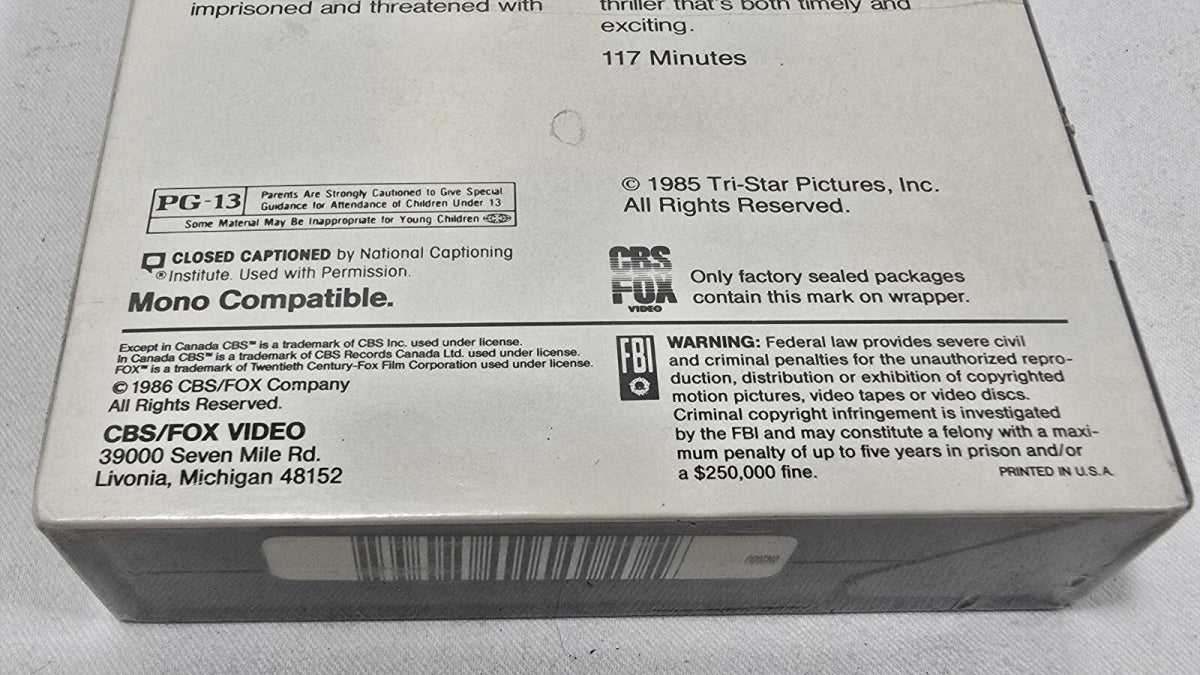 imprisoned and threatened with
thriller that's both timely and
exciting.
117 Minutes
PG-13
Parents Are Strongly Cautioned to Give Special
Guidance for Attendance of Children Under 13
Some Material May Be Inappropriate for Young Children
© 1985 Tri-Star Pictures, Inc.
All Rights Reserved.
CLOSED CAPTIONED by National Captioning
® Institute. Used with Permission.
Mono Compatible.
CBS
FOX
VIDEO
Only factory sealed packages
contain this mark on wrapper.
Except in Canada CBS™ is a trademark of CBS Inc. used under license.
In Canada CBS™ is a trademark of CBS Records Canada Ltd. used under license.
FOX™ is a trademark of Twentieth Century-Fox Film Corporation used under license.
© 1986 CBS/FOX Company
All Rights Reserved.
CBS/FOX VIDEO
39000 Seven Mile Rd.
Livonia, Michigan 48152
FBI
WARNING: Federal law provides severe civil
and criminal penalties for the unauthorized repro-
duction, distribution or exhibition of copyrighted
motion pictures, video tapes or video discs.
Criminal copyright infringement is investigated
by the FBI and may constitute a felony with a maxi-
mum penalty of up to five years in prison and/or
a $250,000 fine.
PRINTED IN U.S.A.